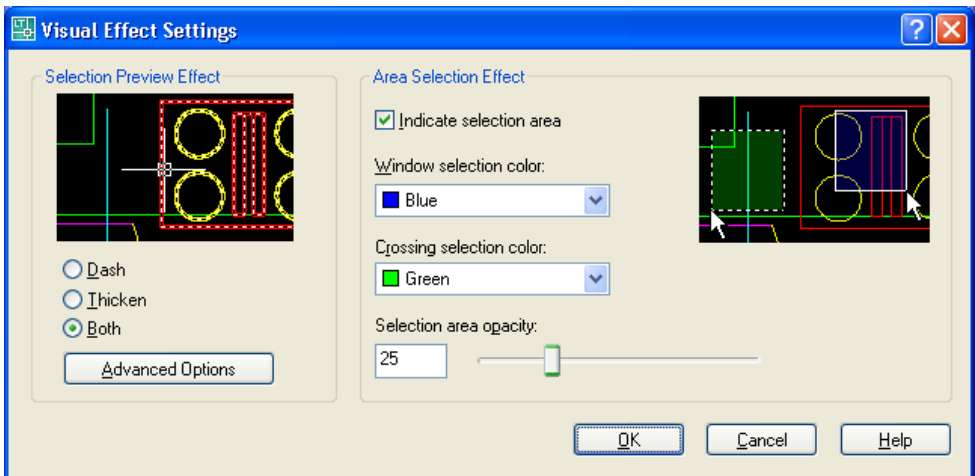 LT
Visual Effect Settings
Selection Preview Effect
Dash
Thicken
Both
Advanced Options
Area Selection Effect
Indicate selection area
Window selection color:
Blue
Crossing selection color:
Green
Selection area opacity:
25
OK
Cancel
Help